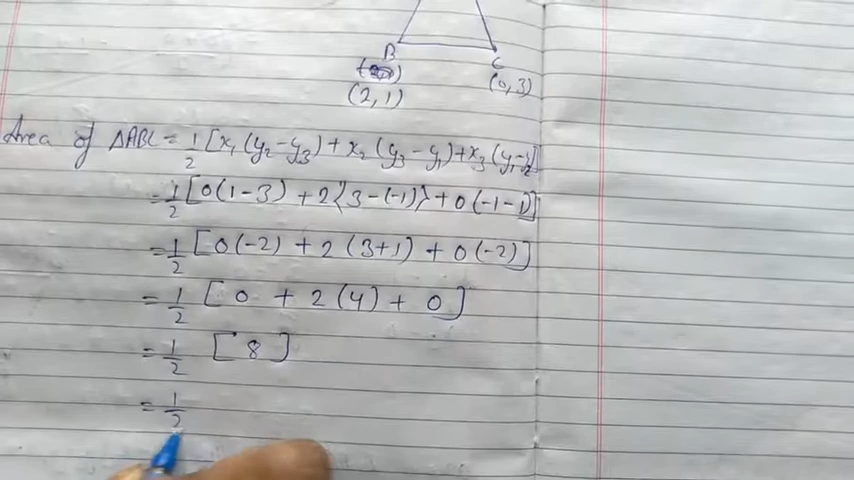 B C
(0, 3)
(2, 1)
Area of ΔABC = 1/2 [x₁(y₂-y₃) + x₂(y₃-y₁) + x₃(y₁-y₂]
= 1/2 [0(1-3) + 2{3-(-1)} + 0(-1-1)]
= 1/2 [0(-2) + 2(3+1) + 0(-2)]
= 1/2 [0 + 2(4) + 0]
= 1/2 [8]
= 1/2